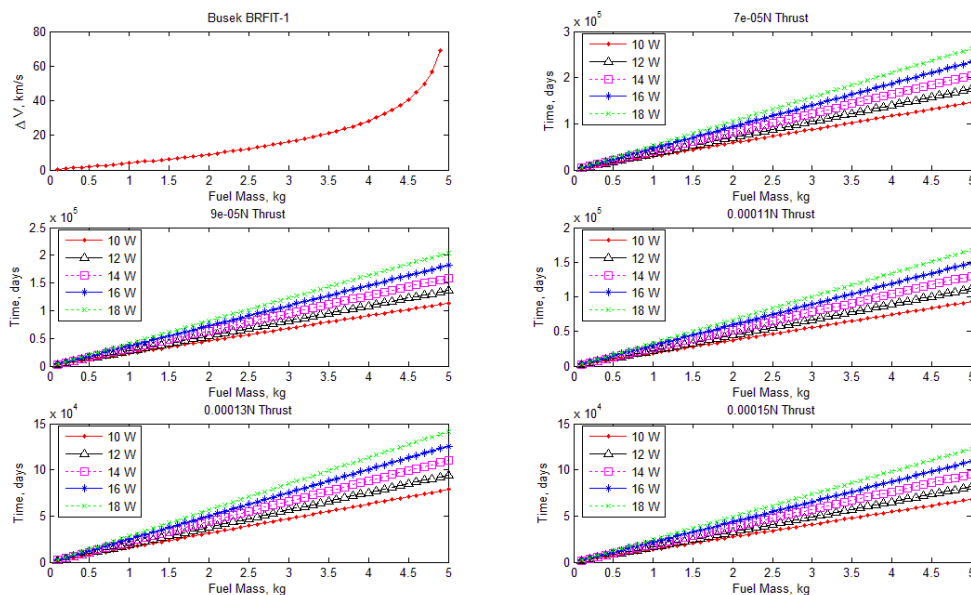 Busek BRFIT-1
80
60
40
20
0
Δ V, km/s
0 0.5 1 1.5 2 2.5 3 3.5 4 4.5 5
Fuel Mass, kg
7e-05N Thrust
x 10^5
3
2
1
0
Time, days
10 W
12 W
14 W
16 W
18 W
0 0.5 1 1.5 2 2.5 3 3.5 4 4.5 5
Fuel Mass, kg
9e-05N Thrust
x 10^5
2.5
2
1.5
1
0.5
0
Time, days
10 W
12 W
14 W
16 W
18 W
0 0.5 1 1.5 2 2.5 3 3.5 4 4.5 5
Fuel Mass, kg
0.00011N Thrust
x 10^5
2
1.5
1
0.5
0
Time, days
10 W
12 W
14 W
16 W
18 W
0 0.5 1 1.5 2 2.5 3 3.5 4 4.5 5
Fuel Mass, kg
0.00013N Thrust
x 10^4
15
10
5
0
Time, days
10 W
12 W
14 W
16 W
18 W
0 0.5 1 1.5 2 2.5 3 3.5 4 4.5 5
Fuel Mass, kg
0.00015N Thrust
x 10^4
15
10
5
0
Time, days
10 W
12 W
14 W
16 W
18 W
0 0.5 1 1.5 2 2.5 3 3.5 4 4.5 5
Fuel Mass, kg